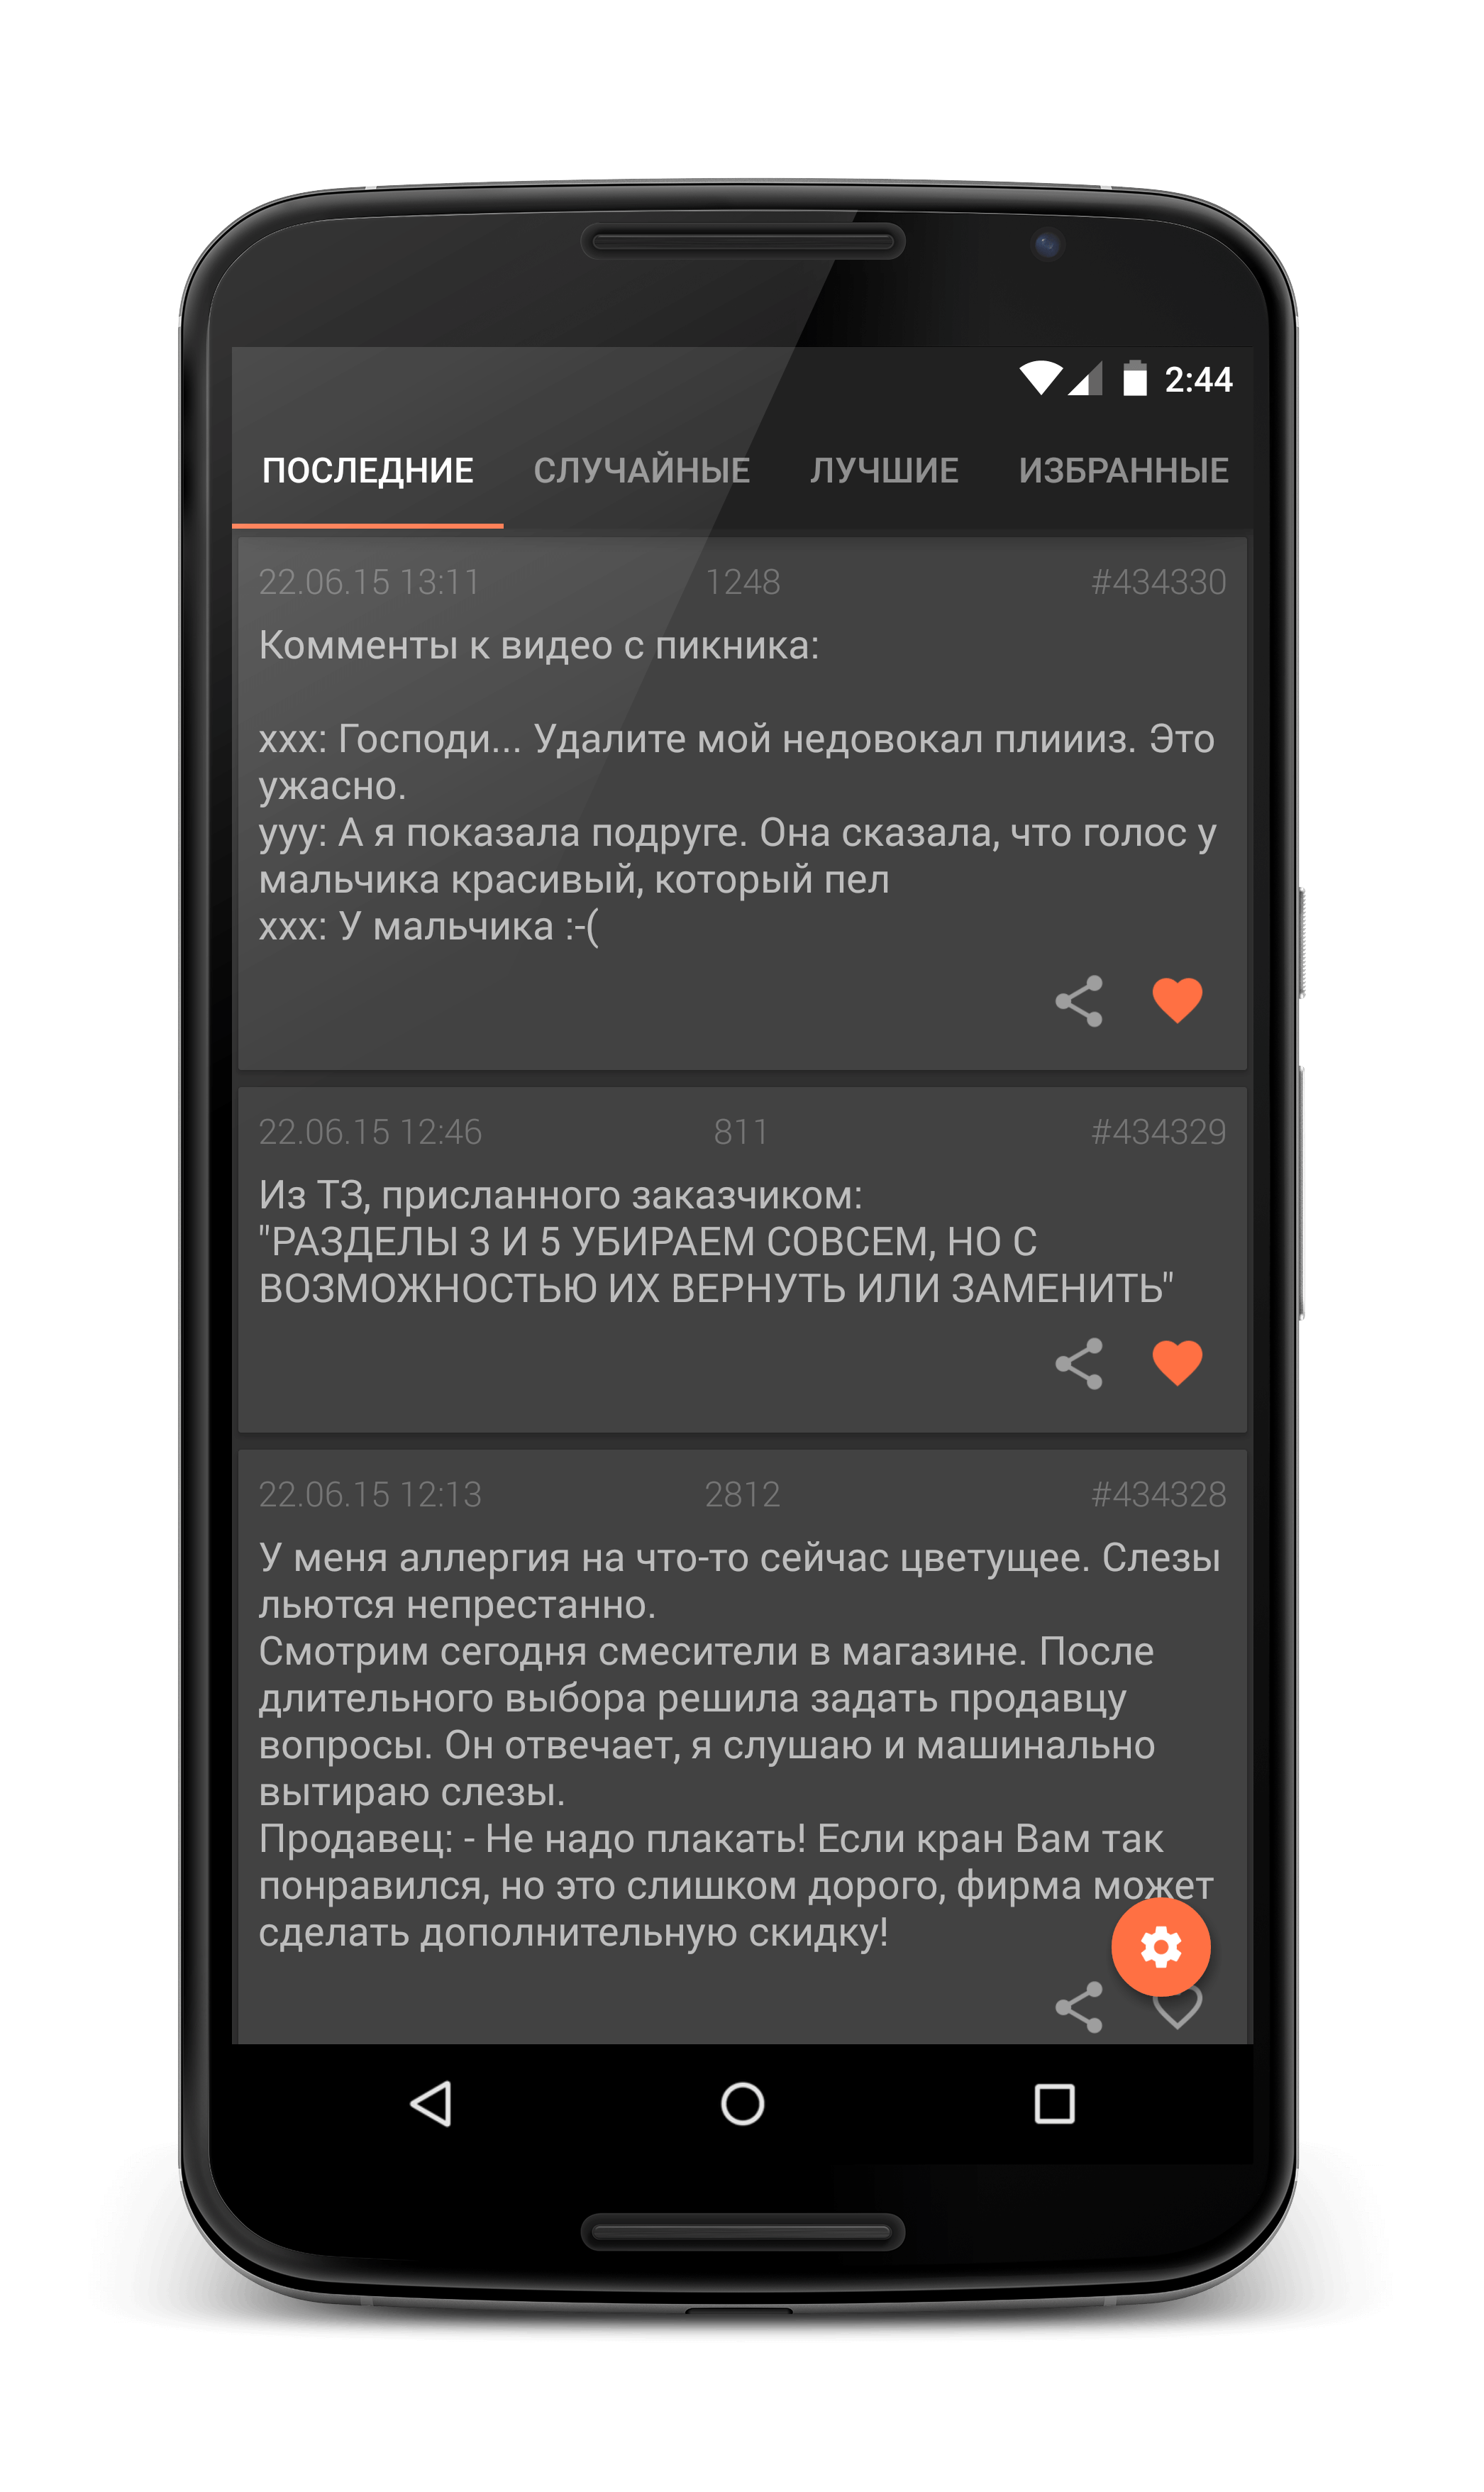 2:44
ПОСЛЕДНИЕ СЛУЧАЙНЫЕ ЛУЧШИЕ ИЗБРАННЫЕ
22.06.15 13:11 1248 #434330
Комменты к видео с пикника:
xxx: Господи... Удалите мой недовокал плиииз. Это
ужасно.
yyy: А я показала подруге. Она сказала, что голос у
мальчика красивый, который пел
xxx: У мальчика :-(
22.06.15 12:46 811 #434329
Из ТЗ, присланного заказчиком:
"РАЗДЕЛЫ 3 И 5 УБИРАЕМ СОВСЕМ, НО С
ВОЗМОЖНОСТЬЮ ИХ ВЕРНУТЬ ИЛИ ЗАМЕНИТЬ"
22.06.15 12:13 2812 #434328
У меня аллергия на что-то сейчас цветущее. Слезы
льются непрестанно.
Смотрим сегодня смесители в магазине. После
длительного выбора решила задать продавцу
вопросы. Он отвечает, я слушаю и машинально
вытираю слезы.
Продавец: - Не надо плакать! Если кран Вам так
понравился, но это слишком дорого, фирма может
сделать дополнительную скидку!